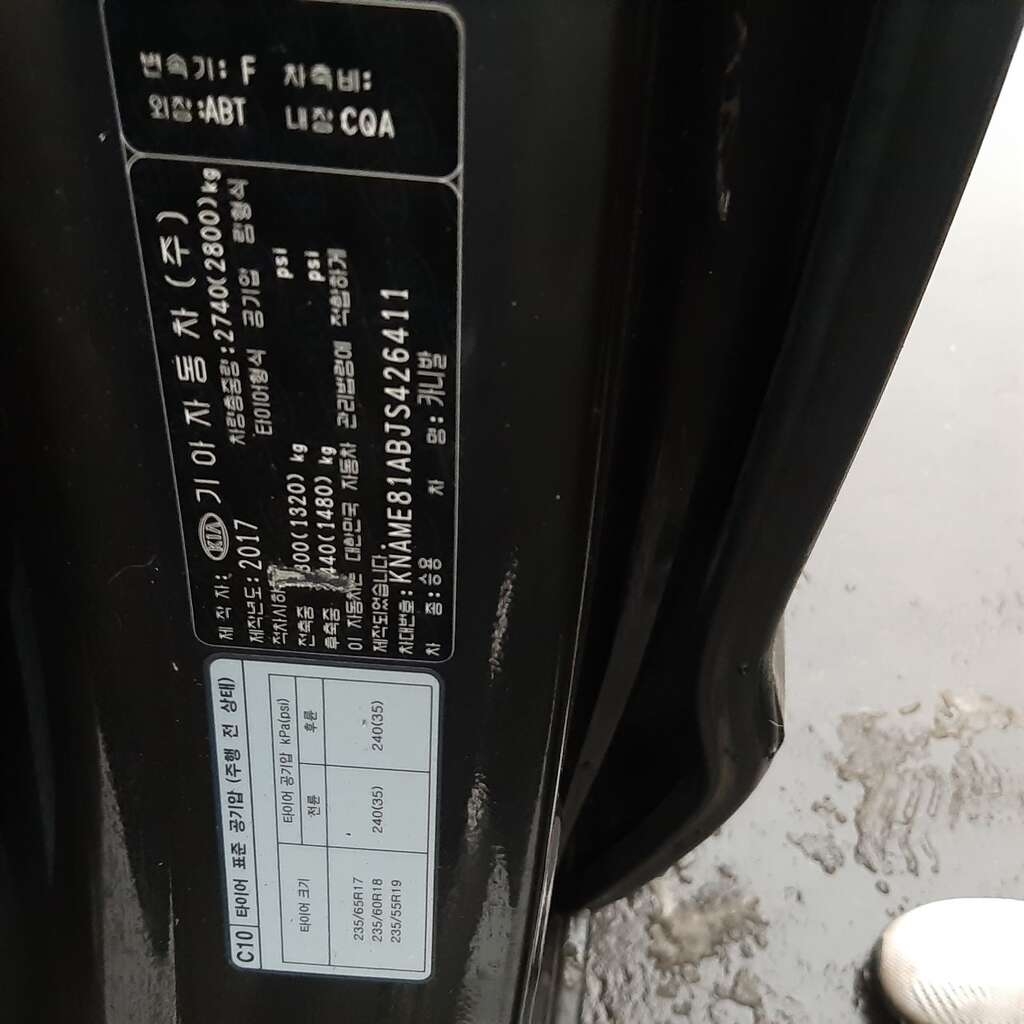 변속기: F 차축비:
외장:ABT 내장 CQA
제 작 자: KIA 기아자동차(주)
제작년도:2017 차량총중량:2740(2800)kg
적차시하 타이어형식 공기압 림형식
전축중 800(1320) kg psi
후축중 440(1480) kg psi
이 자동차는 대한민국 자동차 관리법령에 적합하게
제작되었습니다.
차대번호:KNAME81ABJS426411
차 종:승용 차 명:카니발
C10 타이어 표준 공기압 (주행 전 상태)
타이어 크기 타이어 공기압 kPa(psi)
전륜 후륜
235/65R17
235/60R18 240(35) 240(35)
235/55R19